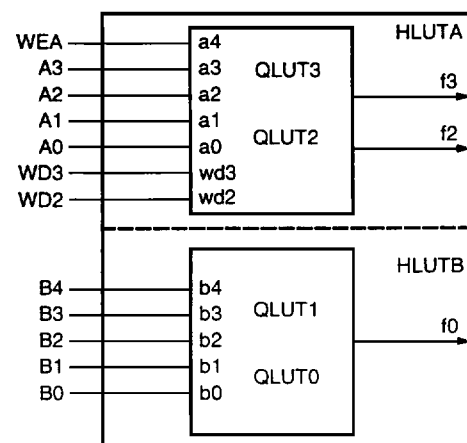 HLUTA
WEA a4
A3 a3 QLUT3
A2 a2 f3
A1 a1
A0 a0 QLUT2 f2
WD3 wd3
WD2 wd2
HLUTB
B4 b4
B3 b3 QLUT1
B2 b2 f0
B1 b1
B0 b0 QLUT0